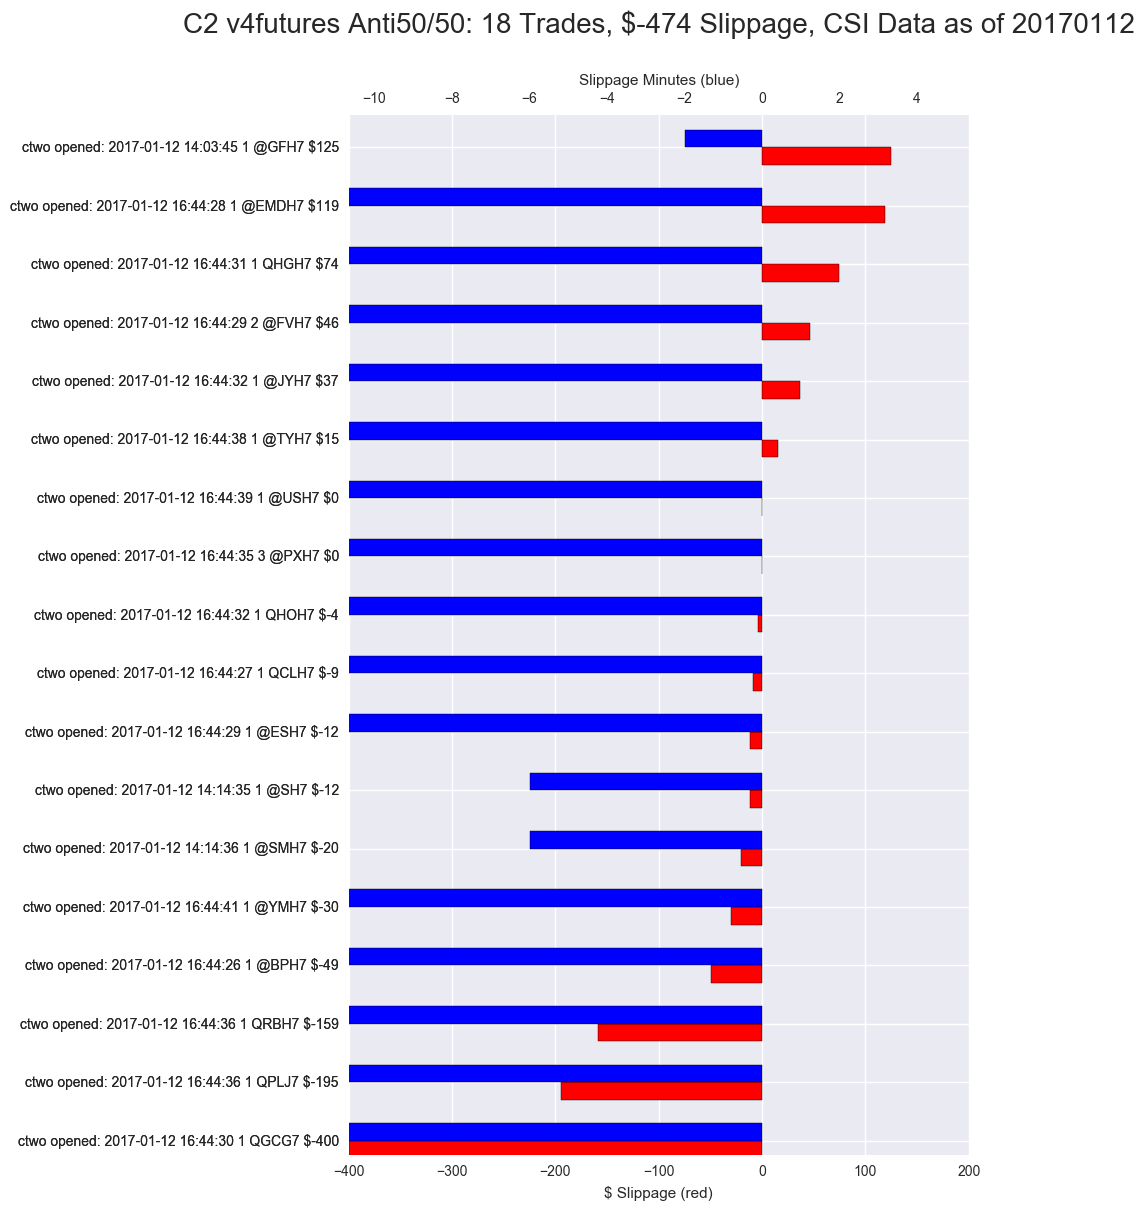 C2 v4futures Anti50/50: 18 Trades, $-474 Slippage, CSI Data as of 20170112
Slippage Minutes (blue)
−10 −8 −6 −4 −2 0 2 4
ctwo opened: 2017-01-12 14:03:45 1 @GFH7 $125
ctwo opened: 2017-01-12 16:44:28 1 @EMDH7 $119
ctwo opened: 2017-01-12 16:44:31 1 QHGH7 $74
ctwo opened: 2017-01-12 16:44:29 2 @FVH7 $46
ctwo opened: 2017-01-12 16:44:32 1 @JYH7 $37
ctwo opened: 2017-01-12 16:44:38 1 @TYH7 $15
ctwo opened: 2017-01-12 16:44:39 1 @USH7 $0
ctwo opened: 2017-01-12 16:44:35 3 @PXH7 $0
ctwo opened: 2017-01-12 16:44:32 1 QHOH7 $-4
ctwo opened: 2017-01-12 16:44:27 1 QCLH7 $-9
ctwo opened: 2017-01-12 16:44:29 1 @ESH7 $-12
ctwo opened: 2017-01-12 14:14:35 1 @SH7 $-12
ctwo opened: 2017-01-12 14:14:36 1 @SMH7 $-20
ctwo opened: 2017-01-12 16:44:41 1 @YMH7 $-30
ctwo opened: 2017-01-12 16:44:26 1 @BPH7 $-49
ctwo opened: 2017-01-12 16:44:36 1 QRBH7 $-159
ctwo opened: 2017-01-12 16:44:36 1 QPLJ7 $-195
ctwo opened: 2017-01-12 16:44:30 1 QGCG7 $-400
−400 −300 −200 −100 0 100 200
$ Slippage (red)